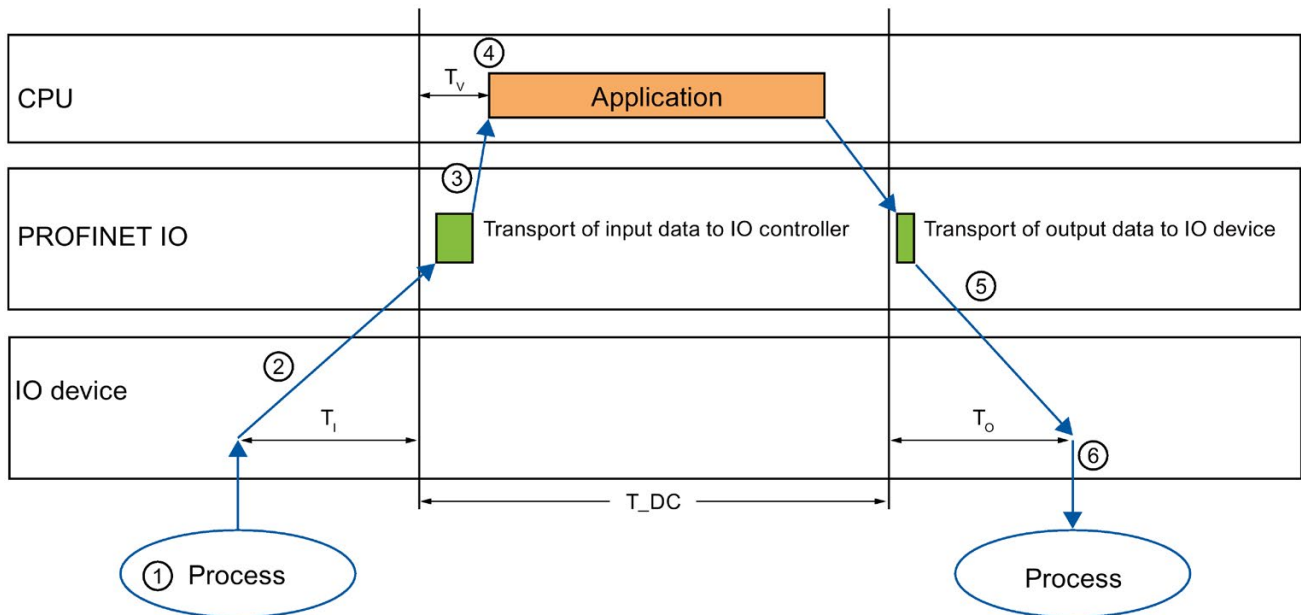 ④
T_V
CPU
Application
③
PROFINET IO
Transport of input data to IO controller
Transport of output data to IO device
⑤
②
IO device
T_I
T_O
⑥
T_DC
① Process
Process